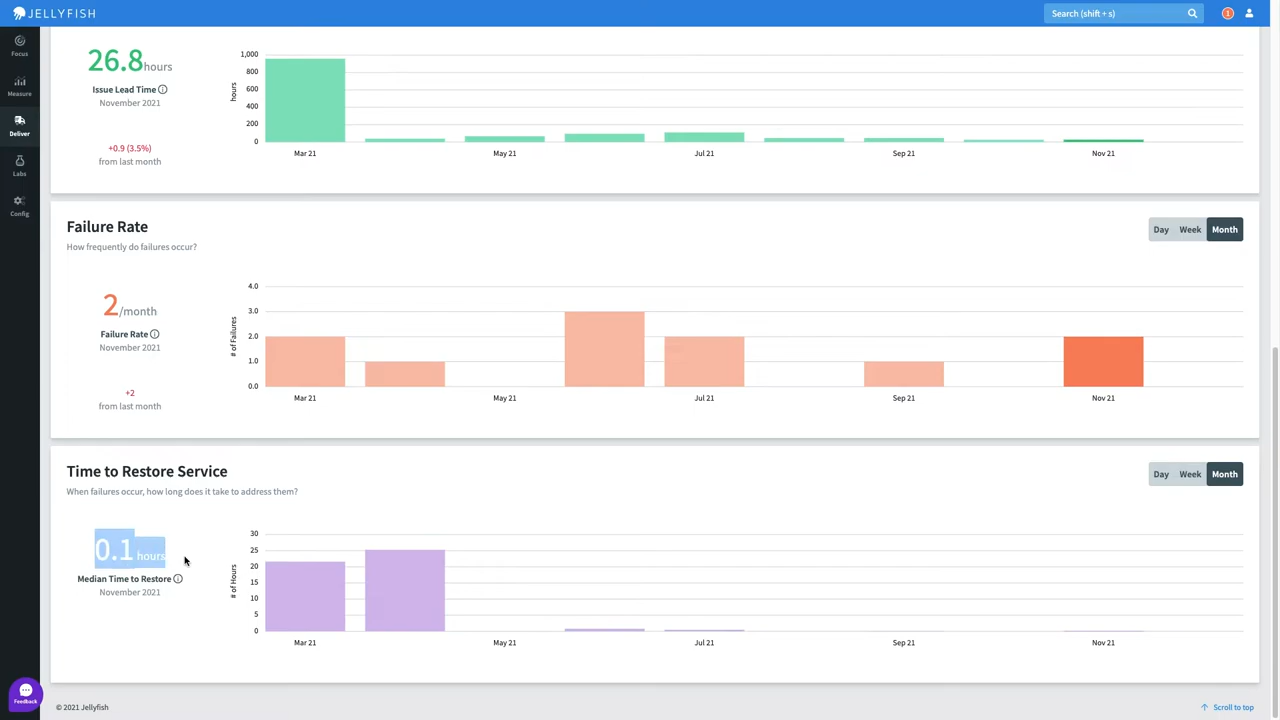 JELLYFISH
Search (shift + s)
1
Focus
Measure
Deliver
Labs
Config
26.8hours
Issue Lead Time
November 2021
+0.9 (3.5%)
from last month
hours
1,000
800
600
400
200
0
Mar 21
May 21
Jul 21
Sep 21
Nov 21
Failure Rate
How frequently do failures occur?
Day Week Month
2/month
Failure Rate
November 2021
+2
from last month
# of Failures
4.0
3.0
2.0
1.0
0.0
Mar 21
May 21
Jul 21
Sep 21
Nov 21
Time to Restore Service
When failures occur, how long does it take to address them?
Day Week Month
0.1 hours
Median Time to Restore
November 2021
# of Hours
30
25
20
15
10
5
0
Mar 21
May 21
Jul 21
Sep 21
Nov 21
Feedback
© 2021 Jellyfish
Scroll to top